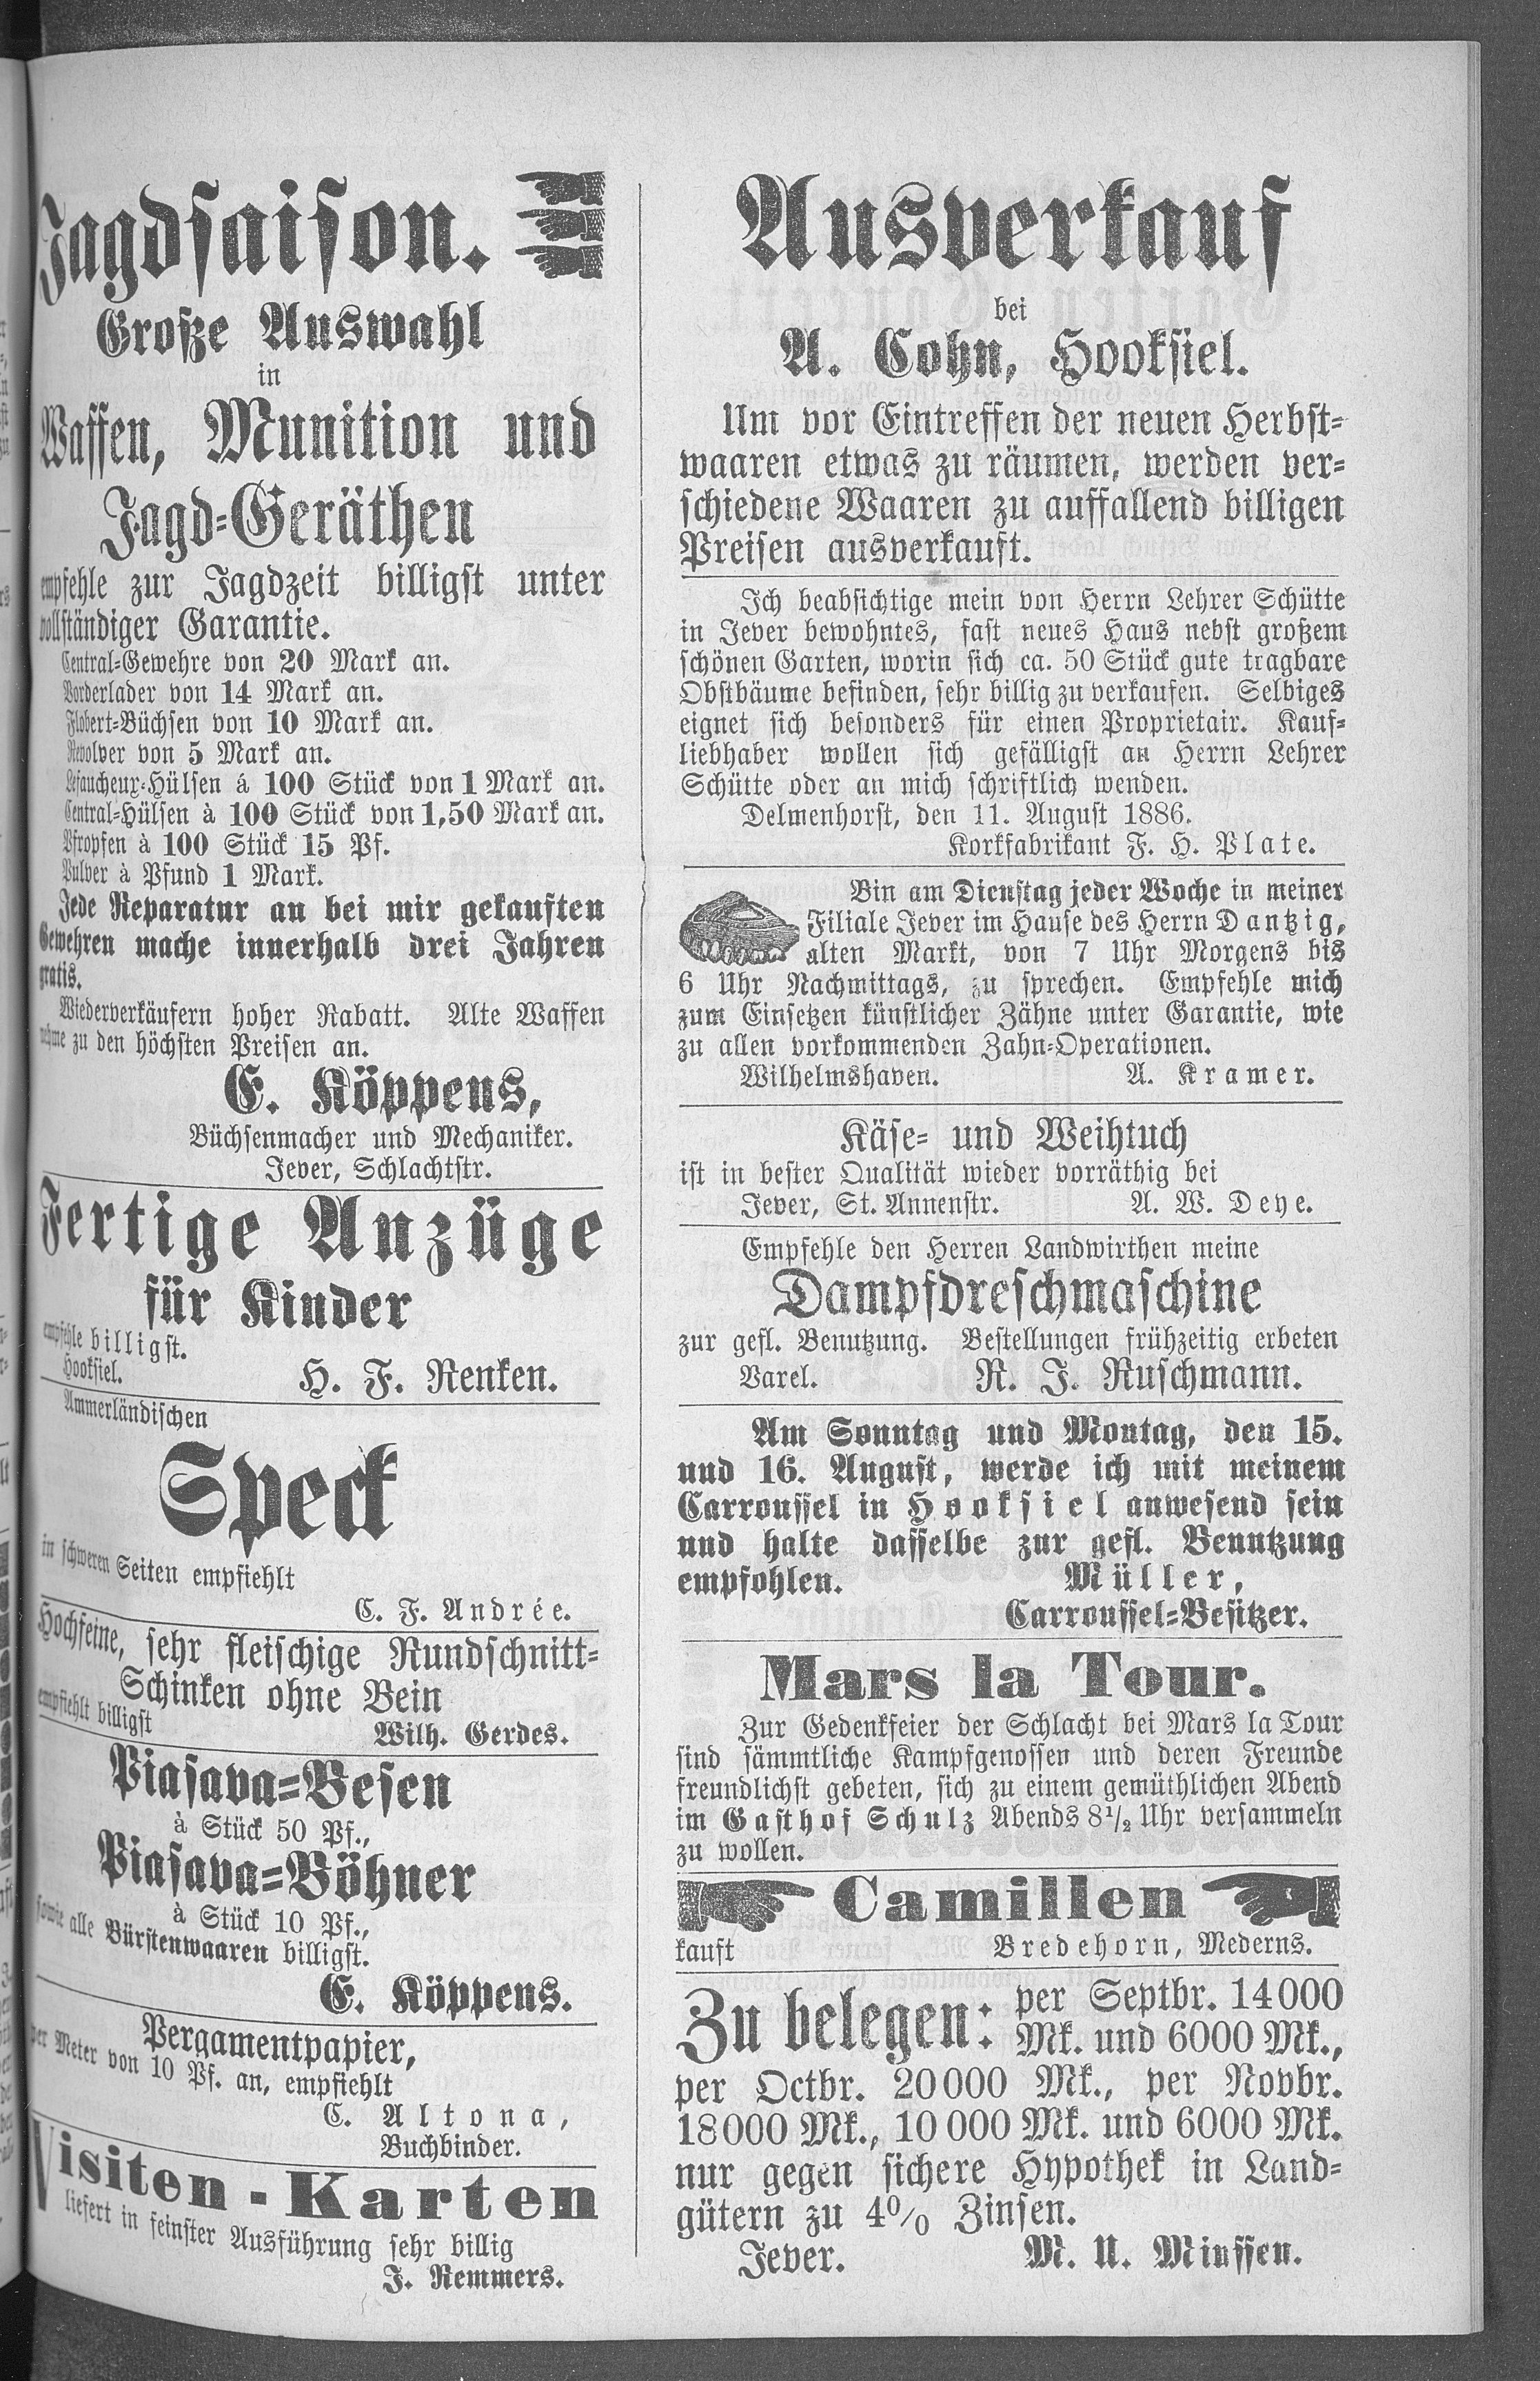 Jagdsaison.
Große Auswahl
in
Waffen, Munition und
Jagd-Geräthen
empfehle zur Jagdzeit billigst unter
vollständiger Garantie.
Central-Gewehre von 20 Mark an.
Vorderlader von 14 Mark an.
Flobert-Büchsen von 10 Mark an.
Revolver von 5 Mark an.
Lefaucheux-Hülsen á 100 Stück von 1 Mark an.
Central-Hülsen à 100 Stück von 1,50 Mark an.
Pfropfen à 100 Stück 15 Pf.
Pulver à Pfund 1 Mark.
Jede Reparatur an bei mir gekauften
Gewehren mache innerhalb drei Jahren
gratis.
Wiederverkäufern hoher Rabatt. Alte Waffen
nehme zu den höchsten Preisen an.
E. Köppens,
Büchsenmacher und Mechaniker.
Jever, Schlachtstr.
Fertige Anzüge
für Kinder
empfehle billigst.
Hooksiel. H. F. Renken.
Ammerländischen
Speck
in schweren Seiten empfiehlt
C. F. Andrée.
Hochfeine, sehr fleischige Rundschnitt-
Schinken ohne Bein
empfiehlt billigst
Wilh. Gerdes.
Piasava-Besen
à Stück 50 Pf.,
Piasava-Böhner
à Stück 10 Pf.,
sowie alle Bürstenwaaren billigst.
E. Köppens.
Pergamentpapier,
per Meter von 10 Pf. an, empfiehlt
C. Altona,
Buchbinder.
Visiten-Karten
liefert in feinster Ausführung sehr billig
J. Remmers.
Ausverkauf
bei
A. Cohn, Hooksiel.
Um vor Eintreffen der neuen Herbst-
waaren etwas zu räumen, werden ver-
schiedene Waaren zu auffallend billigen
Preisen ausverkauft.
Ich beabsichtige mein von Herrn Lehrer Schütte
in Jever bewohntes, fast neues Haus nebst großem
schönen Garten, worin sich ca. 50 Stück gute tragbare
Obstbäume befinden, sehr billig zu verkaufen. Selbiges
eignet sich besonders für einen Proprietair. Kauf-
liebhaber wollen sich gefälligst an Herrn Lehrer
Schütte oder an mich schriftlich wenden.
Delmenhorst, den 11. August 1886.
Korkfabrikant F. H. Plate.
Bin am Dienstag jeder Woche in meiner
Filiale Jever im Hause des Herrn Dantzig,
alten Markt, von 7 Uhr Morgens bis
6 Uhr Nachmittags, zu sprechen. Empfehle mich
zum Einsetzen künstlicher Zähne unter Garantie, wie
zu allen vorkommenden Zahn-Operationen.
Wilhelmshaven. A. Kramer.
Käse- und Weihtuch
ist in bester Qualität wieder vorräthig bei
Jever, St. Annenstr. A. W. Deye.
Empfehle den Herren Landwirthen meine
Dampfdreschmaschine
zur gefl. Benutzung. Bestellungen frühzeitig erbeten
Varel. R. J. Ruschmann.
Am Sonntag und Montag, den 15.
und 16. August, werde ich mit meinem
Carroussel in Hooksiel anwesend sein
und halte dasselbe zur gefl. Benutzung
empfohlen. Müller,
Carroussel-Besitzer.
Mars la Tour.
Zur Gedenkfeier der Schlacht bei Mars la Tour
sind sämmtliche Kampfgenossen und deren Freunde
freundlichst gebeten, sich zu einem gemüthlichen Abend
im Gasthof Schulz Abends 8½ Uhr versammeln
zu wollen.
Camillen
kauft Bredehorn, Mederns.
Zu belegen: per Septbr. 14000
Mk. und 6000 Mk.,
per Octbr. 20000 Mk., per Novbr.
18000 Mk., 10 000 Mk. und 6000 Mk.
nur gegen sichere Hypothek in Land-
gütern zu 4% Zinsen.
Jever. M. U. Minssen.